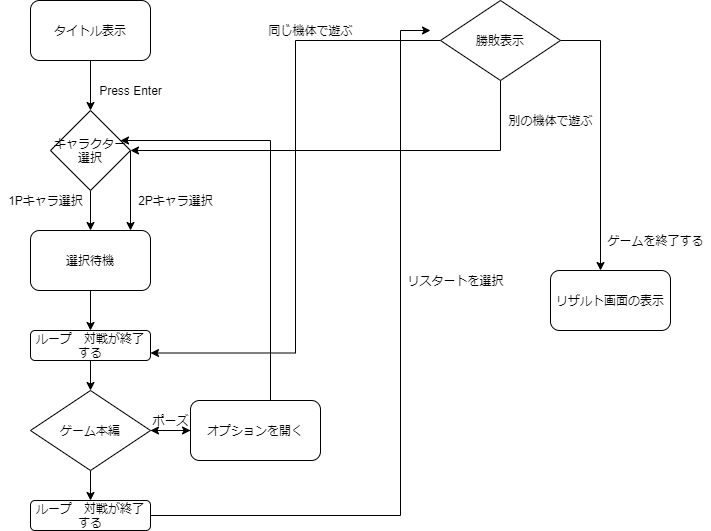 タイトル表示
Press Enter
キャラクター
選択
1Pキャラ選択
2Pキャラ選択
選択待機
ループ　対戦が終了
する
ゲーム本編
ポーズ
オプションを開く
ループ　対戦が終了
する
同じ機体で遊ぶ
勝敗表示
別の機体で遊ぶ
ゲームを終了する
リスタートを選択
リザルト画面の表示